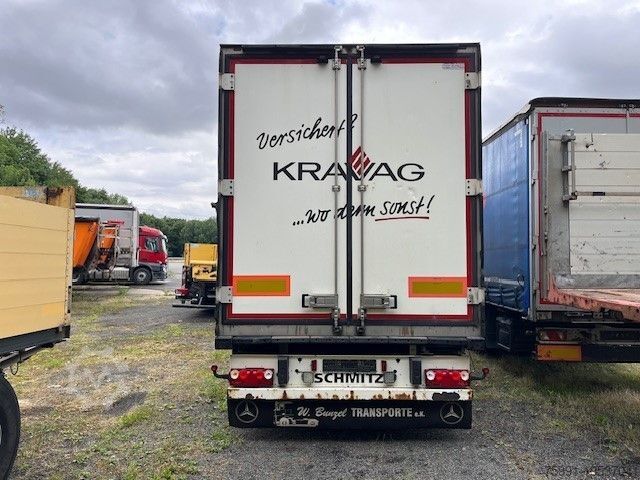 Versichert?
KRAVAG
...wo denn sonst!
SCHMITZ
W. Bunzel TRANSPORTE e.K.